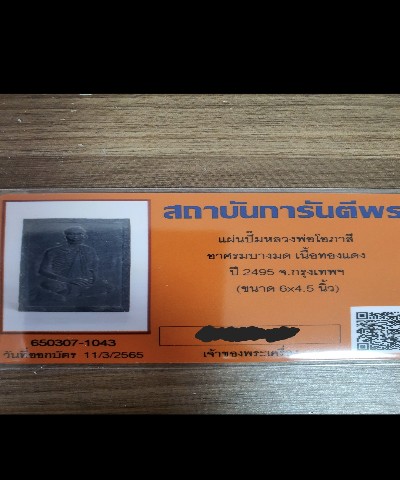 สถาบันการันตีพร
แผ่นปั๊มหลวงพ่อโอภาสี
อาศรมบางมด เนื้อทองแดง
ปี 2495 จ.กรุงเทพฯ
(ขนาด 6x4.5 นิ้ว)
650307-1043
วันที่ออกบัตร 11/3/2565
เจ้าของพระเครื่อง